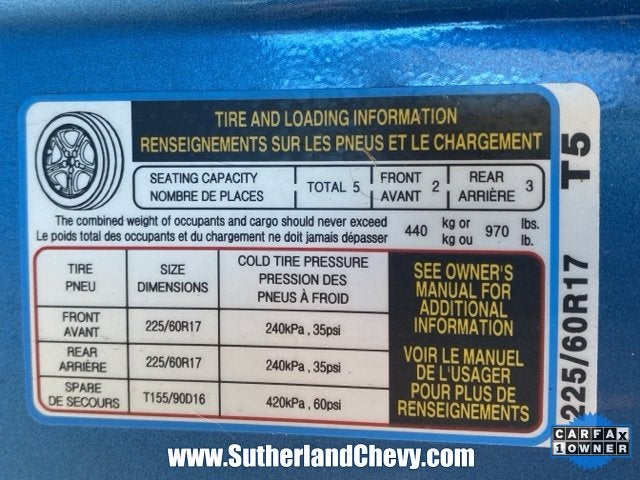 TIRE AND LOADING INFORMATION
RENSEIGNEMENTS SUR LES PNEUS ET LE CHARGEMENT
SEATING CAPACITY
NOMBRE DE PLACES
TOTAL 5
FRONT
AVANT 2
REAR
ARRIÈRE 3
The combined weight of occupants and cargo should never exceed 440 kg or 970 lbs.
Le poids total des occupants et du chargement ne doit jamais dépasser kg ou lb.
TIRE
PNEU
SIZE
DIMENSIONS
COLD TIRE PRESSURE
PRESSION DES
PNEUS À FROID
FRONT
AVANT
225/60R17
240kPa , 35psi
REAR
ARRIÈRE
225/60R17
240kPa , 35psi
SPARE
DE SECOURS
T155/90D16
420kPa , 60psi
SEE OWNER'S
MANUAL FOR
ADDITIONAL
INFORMATION
VOIR LE MANUEL
DE L'USAGER
POUR PLUS DE
RENSEIGNEMENTS
225/60R17 T5
www.SutherlandChevy.com
CARFAX
1 OWNER